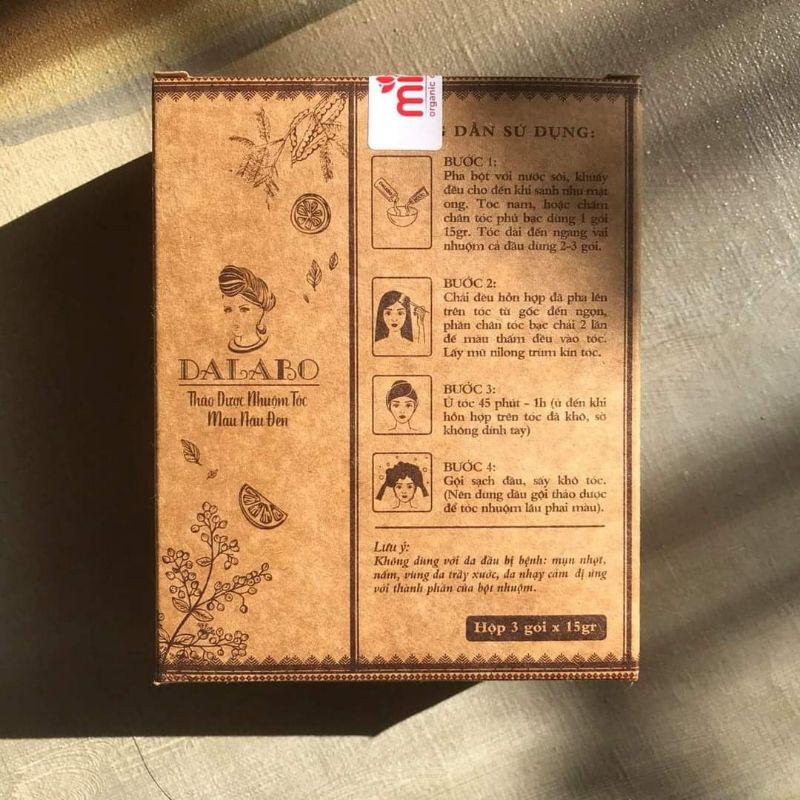 DALABO
Thảo Dược Nhuộm Tóc
Màu Nâu Đen
organic
DẪN SỬ DỤNG:
BƯỚC 1:
Pha bột với nước sôi, khuấy
đều cho đến khi sánh như mật
ong. Tóc nam, hoặc chấm
chân tóc phủ bạc dùng 1 gói
15gr. Tóc dài đến ngang vai
nhuộm cả đầu dùng 2-3 gói.
BƯỚC 2:
Chải đều hỗn hợp đã pha lên
trên tóc từ gốc đến ngọn,
phần chân tóc bạc chải 2 lần
để màu thấm đều vào tóc.
Lấy mũ nilong trùm kín tóc.
BƯỚC 3:
Ủ tóc 45 phút - 1h (ủ đến khi
hỗn hợp trên tóc đã khô, sờ
không dính tay)
BƯỚC 4:
Gội sạch đầu, sấy khô tóc.
(Nên dùng dầu gội thảo dược
để tóc nhuộm lâu phai màu).
Lưu ý:
Không dùng với da đầu bị bệnh: mụn nhọt,
nấm, vùng da trầy xước, da nhạy cảm dị ứng
với thành phần của bột nhuộm.
Hộp 3 gói x 15gr